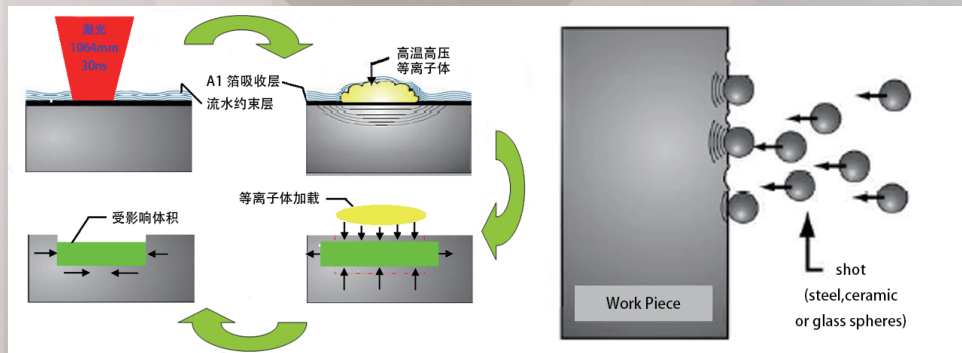 激光
1064mm
30ns
A1 箔吸收层
流水约束层
高温高压
等离子体
受影响体积
等离子体加载
Work Piece
shot
(steel,ceramic
or glass spheres)